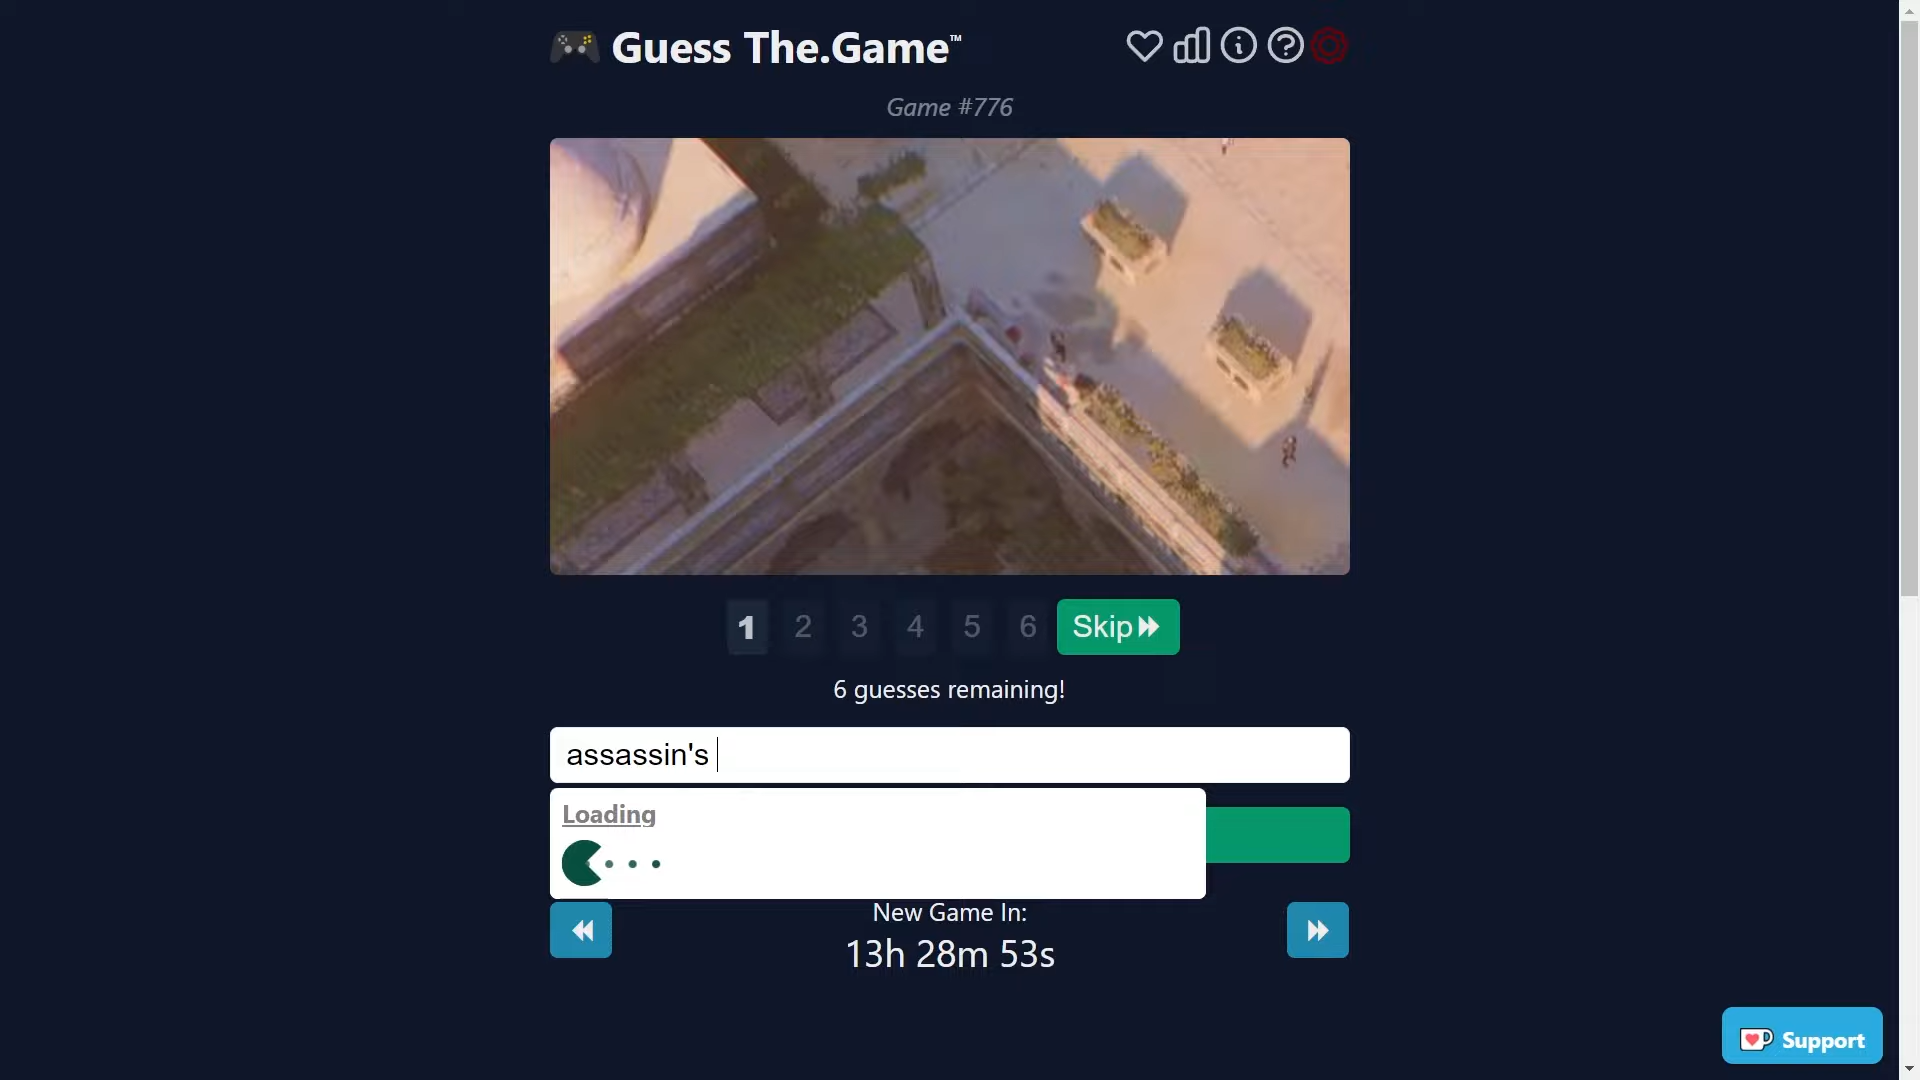 Guess The.Game™
Game #776
1 2 3 4 5 6 Skip
6 guesses remaining!
assassin's
Loading
New Game In:
13h 28m 53s
Support